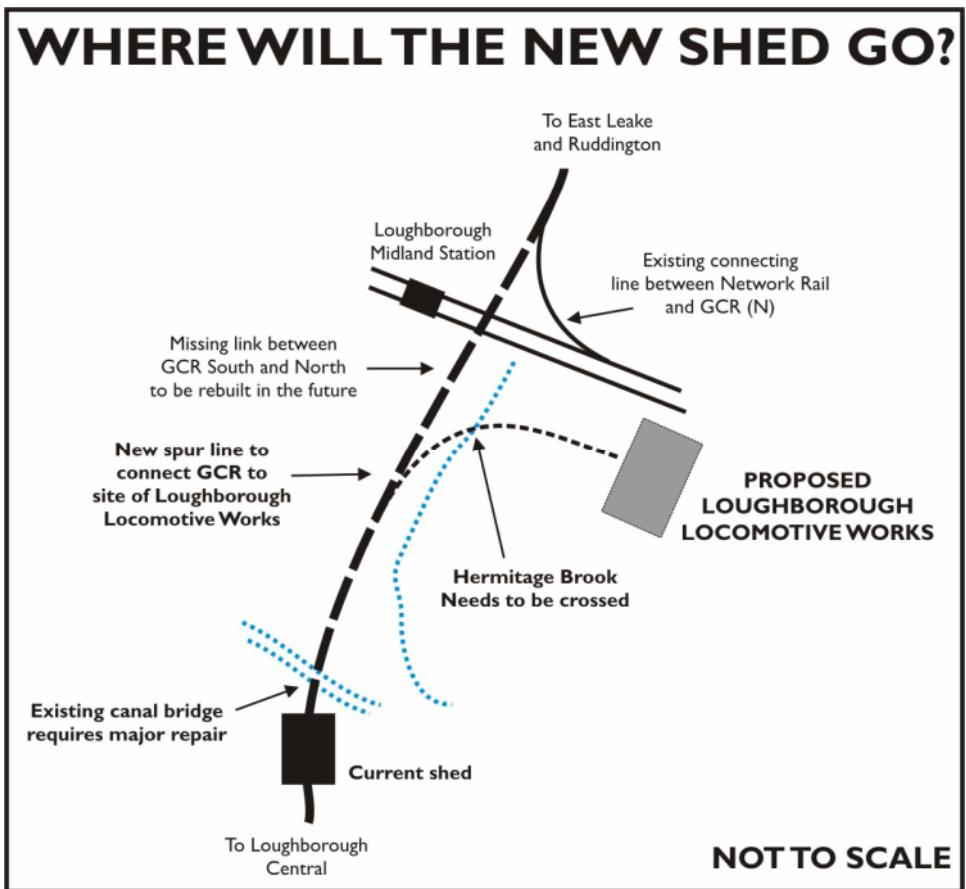 WHERE WILL THE NEW SHED GO?
To East Leake
and Ruddington
Loughborough
Midland Station
Existing connecting
line between Network Rail
and GCR (N)
Missing link between
GCR South and North
to be rebuilt in the future
New spur line to
connect GCR to
site of Loughborough
Locomotive Works
PROPOSED
LOUGHBOROUGH
LOCOMOTIVE WORKS
Hermitage Brook
Needs to be crossed
Existing canal bridge
requires major repair
Current shed
To Loughborough
Central
NOT TO SCALE